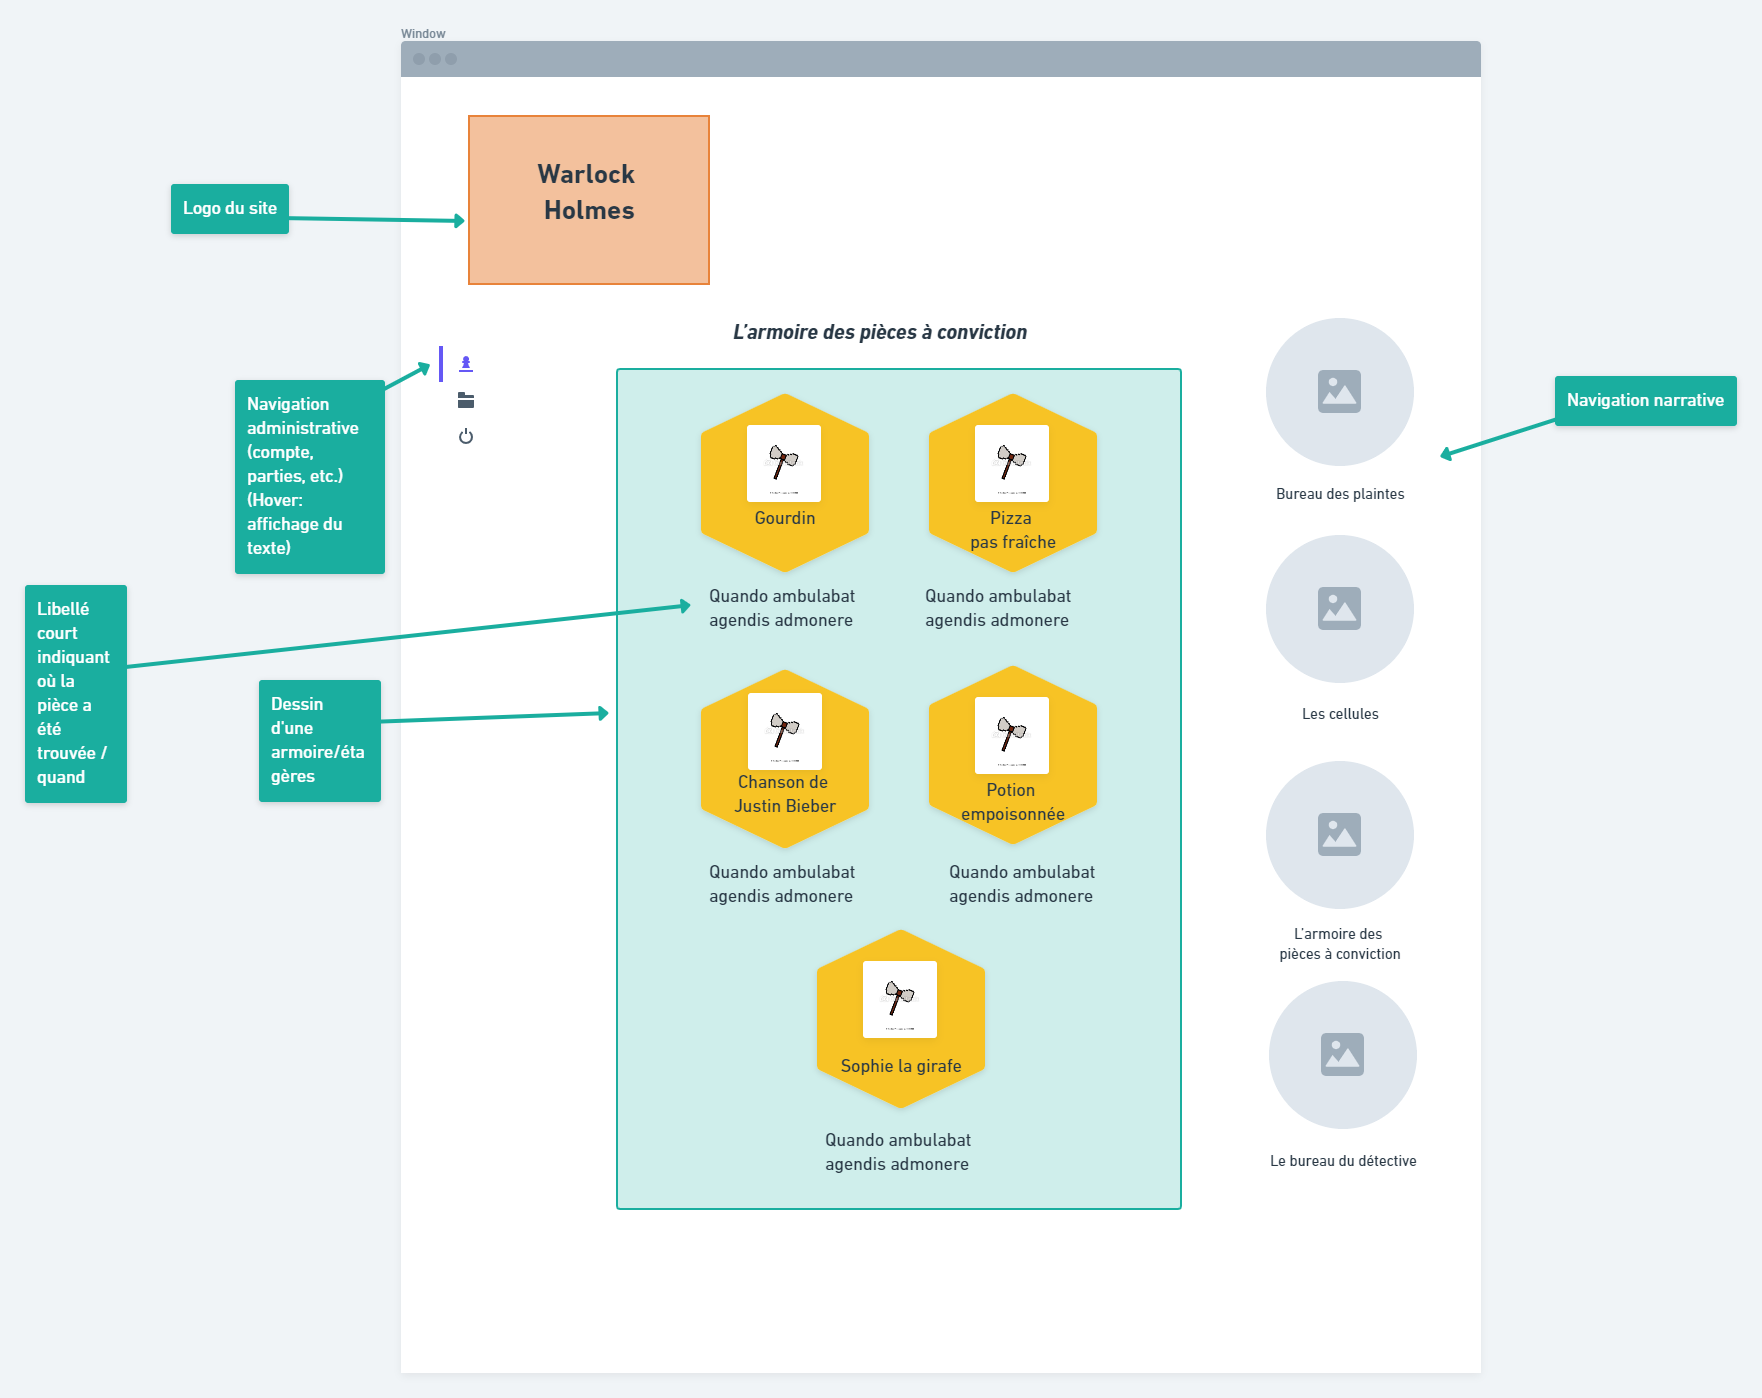 Window
Warlock
Holmes
Logo du site
L'armoire des pièces à conviction
Navigation
administrative
(compte,
parties, etc.)
(Hover:
affichage du
texte)
Navigation narrative
Gourdin
Pizza
pas fraîche
Bureau des plaintes
Quando ambulabat
agendis admonere
Quando ambulabat
agendis admonere
Libellé
court
indiquant
où la
pièce a
été
trouvée /
quand
Dessin
d'une
armoire/éta
gères
Les cellules
Chanson de
Justin Bieber
Potion
empoisonnée
Quando ambulabat
agendis admonere
Quando ambulabat
agendis admonere
L'armoire des
pièces à conviction
Sophie la girafe
Quando ambulabat
agendis admonere
Le bureau du détective